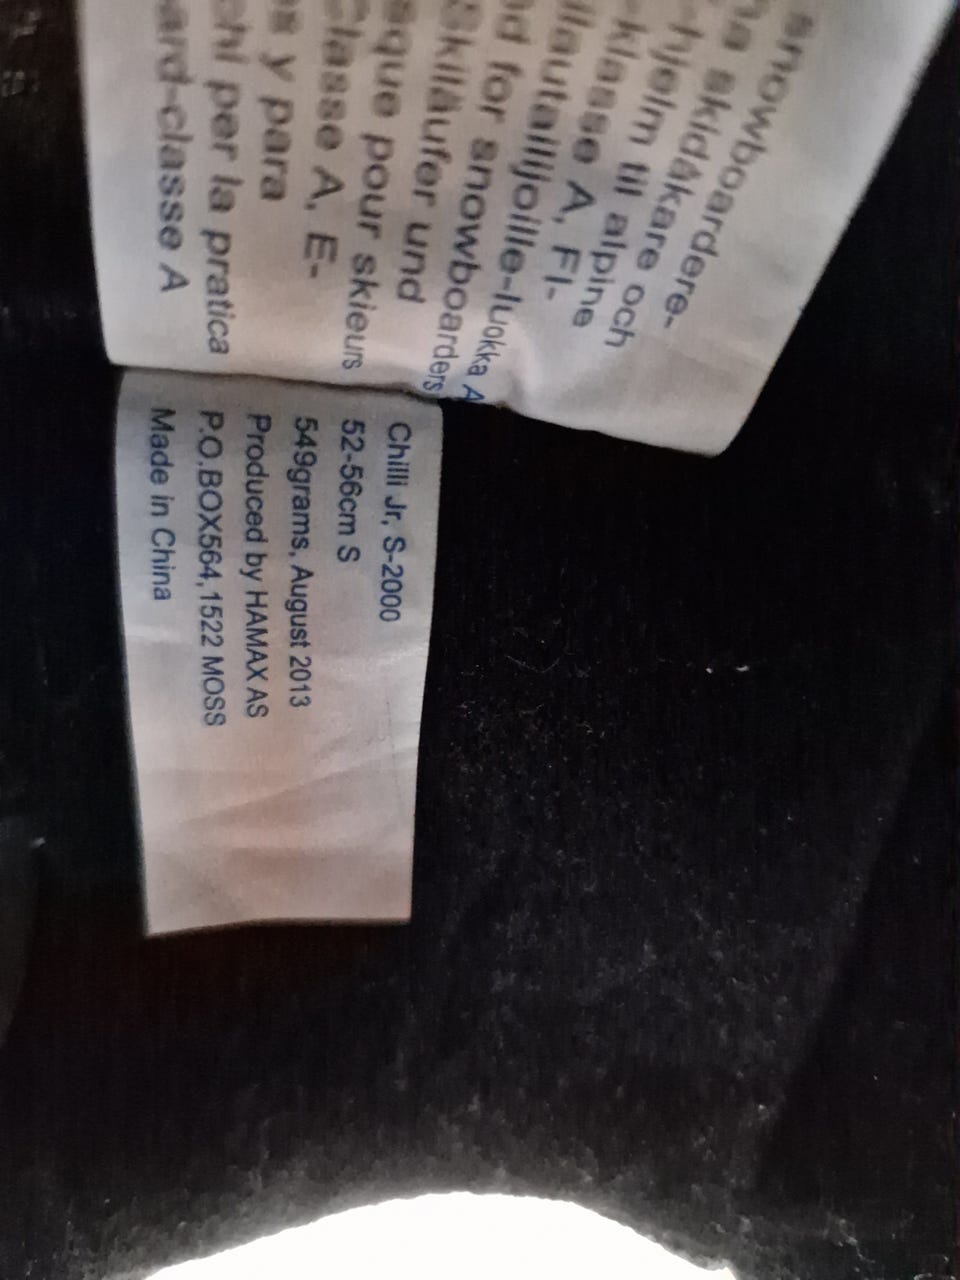 snowboardere-
skidåkare och
-hjelm til alpine
-klasse A, FI-
llautailijoille-luokka A
for snowboarders
Skiläufer und
que pour skieurs
Classe A, E-
y para
per la pratica
ard-classe A
Chilli Jr, S-2000
52-56cm S
549grams, August 2013
Produced by HAMAX AS
P.O.BOX564,1522 MOSS
Made in China